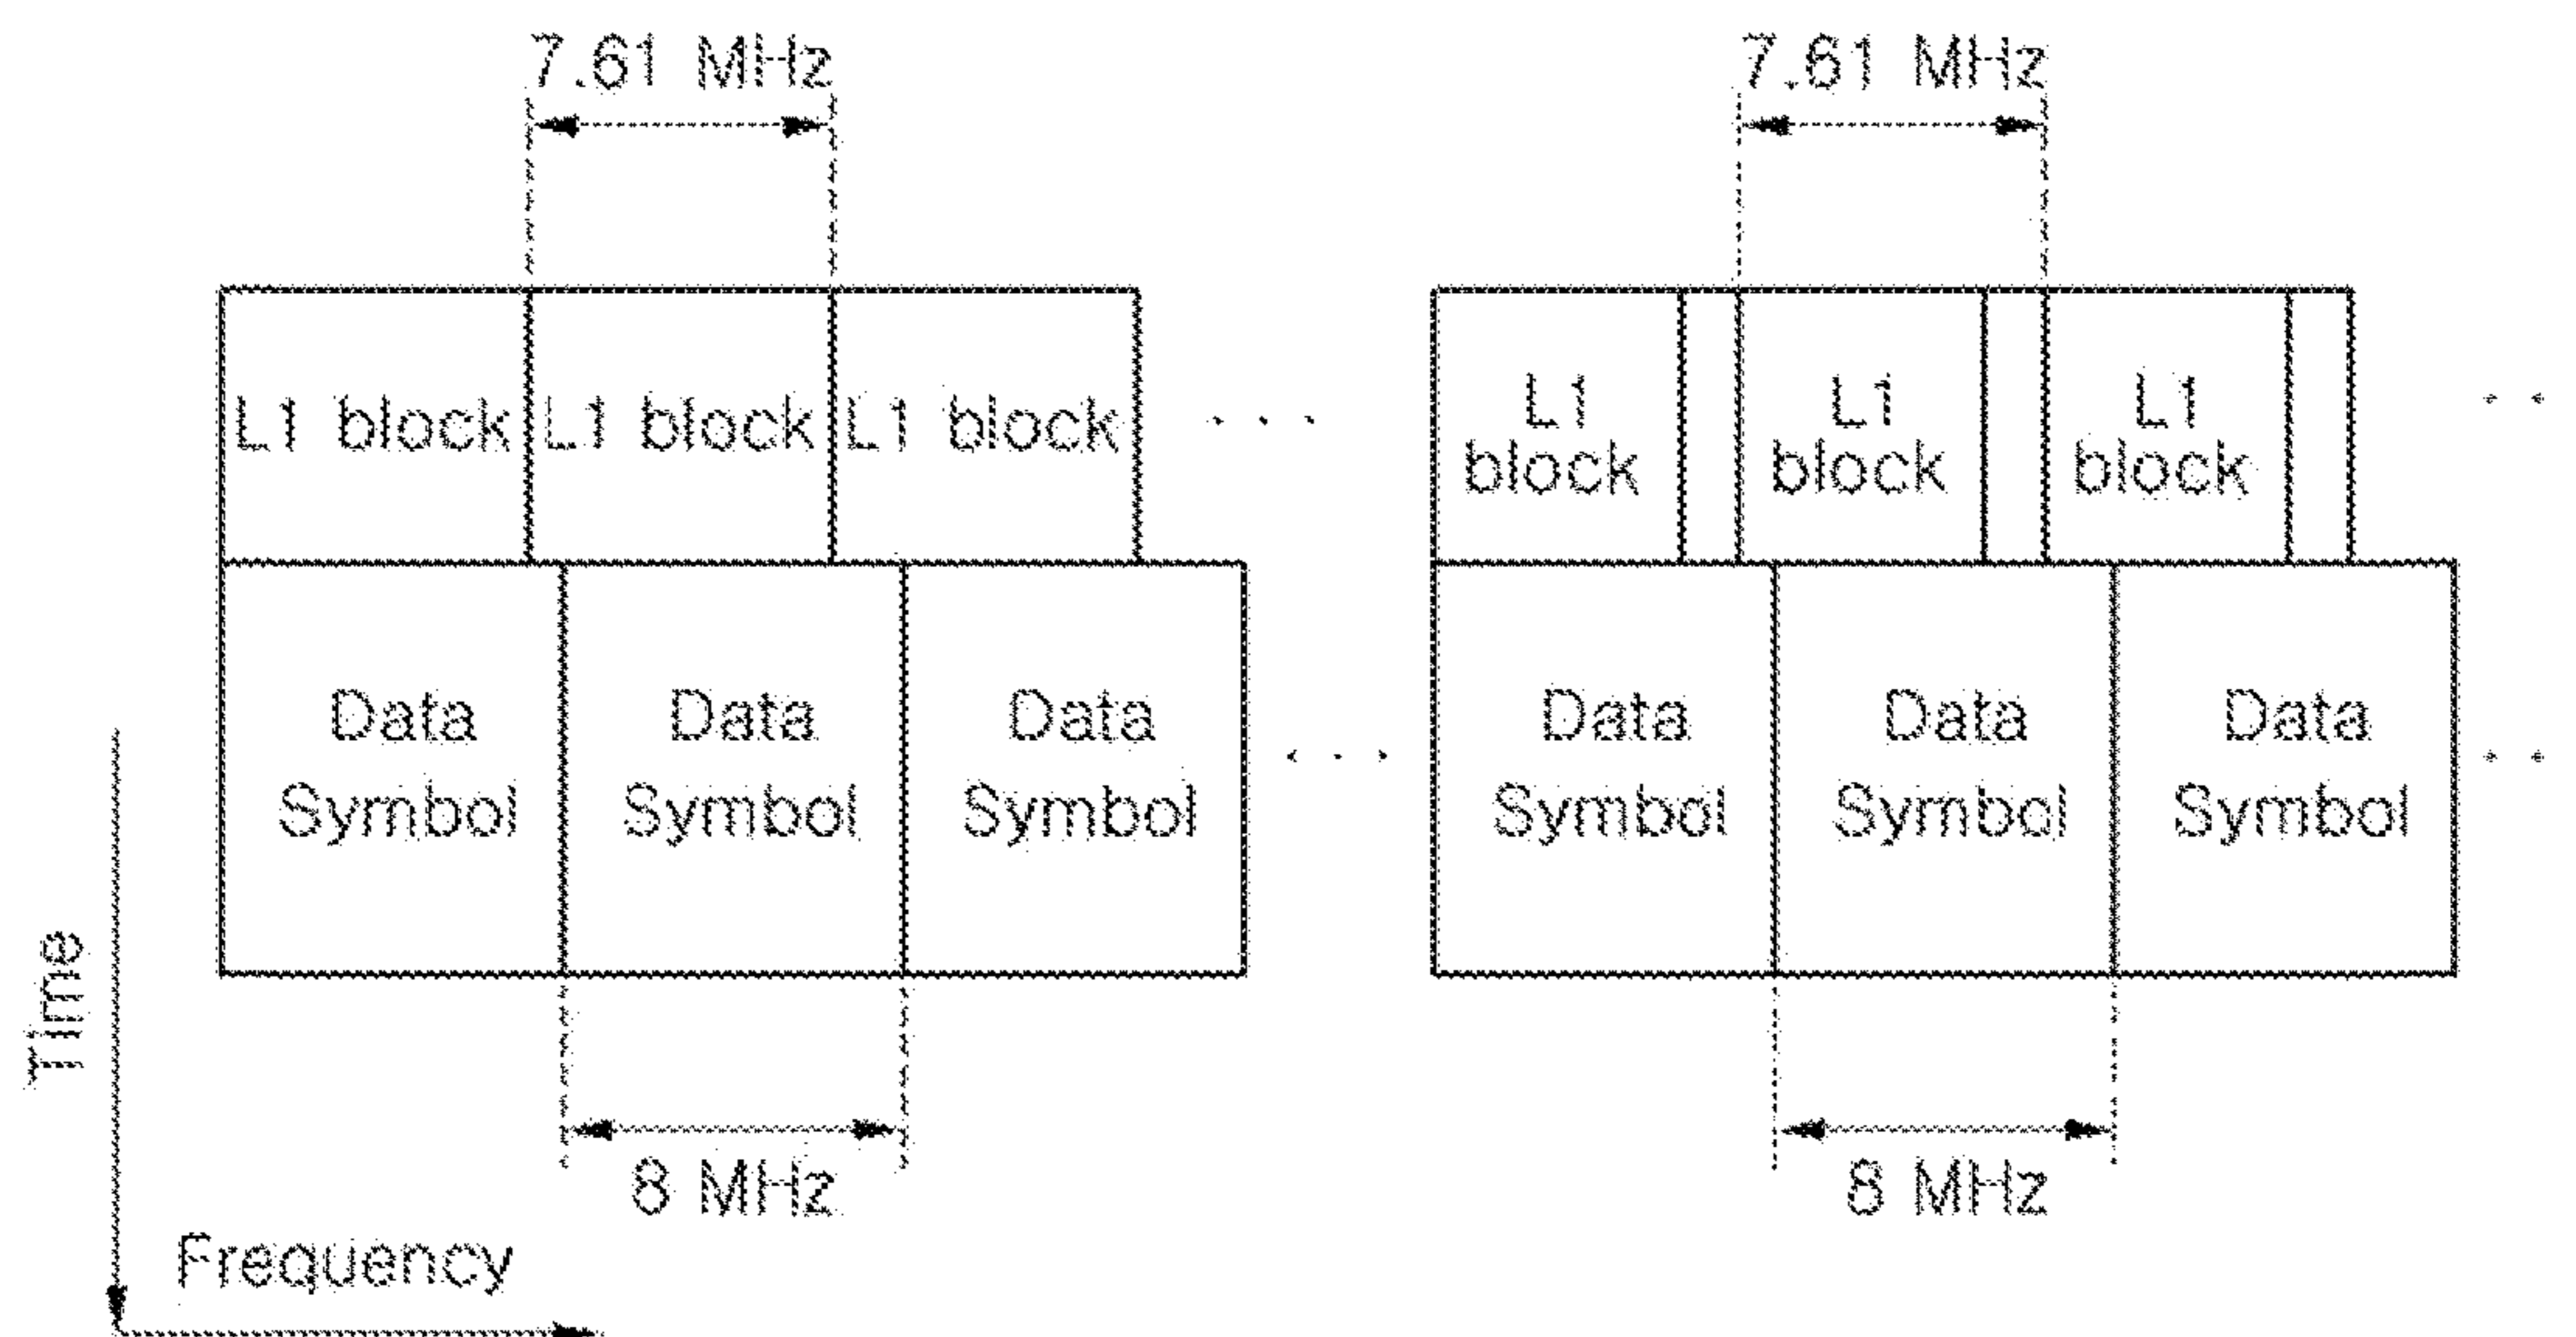 7.61 MHz
7.61 MHz
L1 block
L1 block
L1 block
. . .
L1
block
L1
block
L1
block
. .
Data
Symbol
Data
Symbol
Data
Symbol
. . .
Data
Symbol
Data
Symbol
Data
Symbol
. .
8 MHz
8 MHz
Time
Frequency